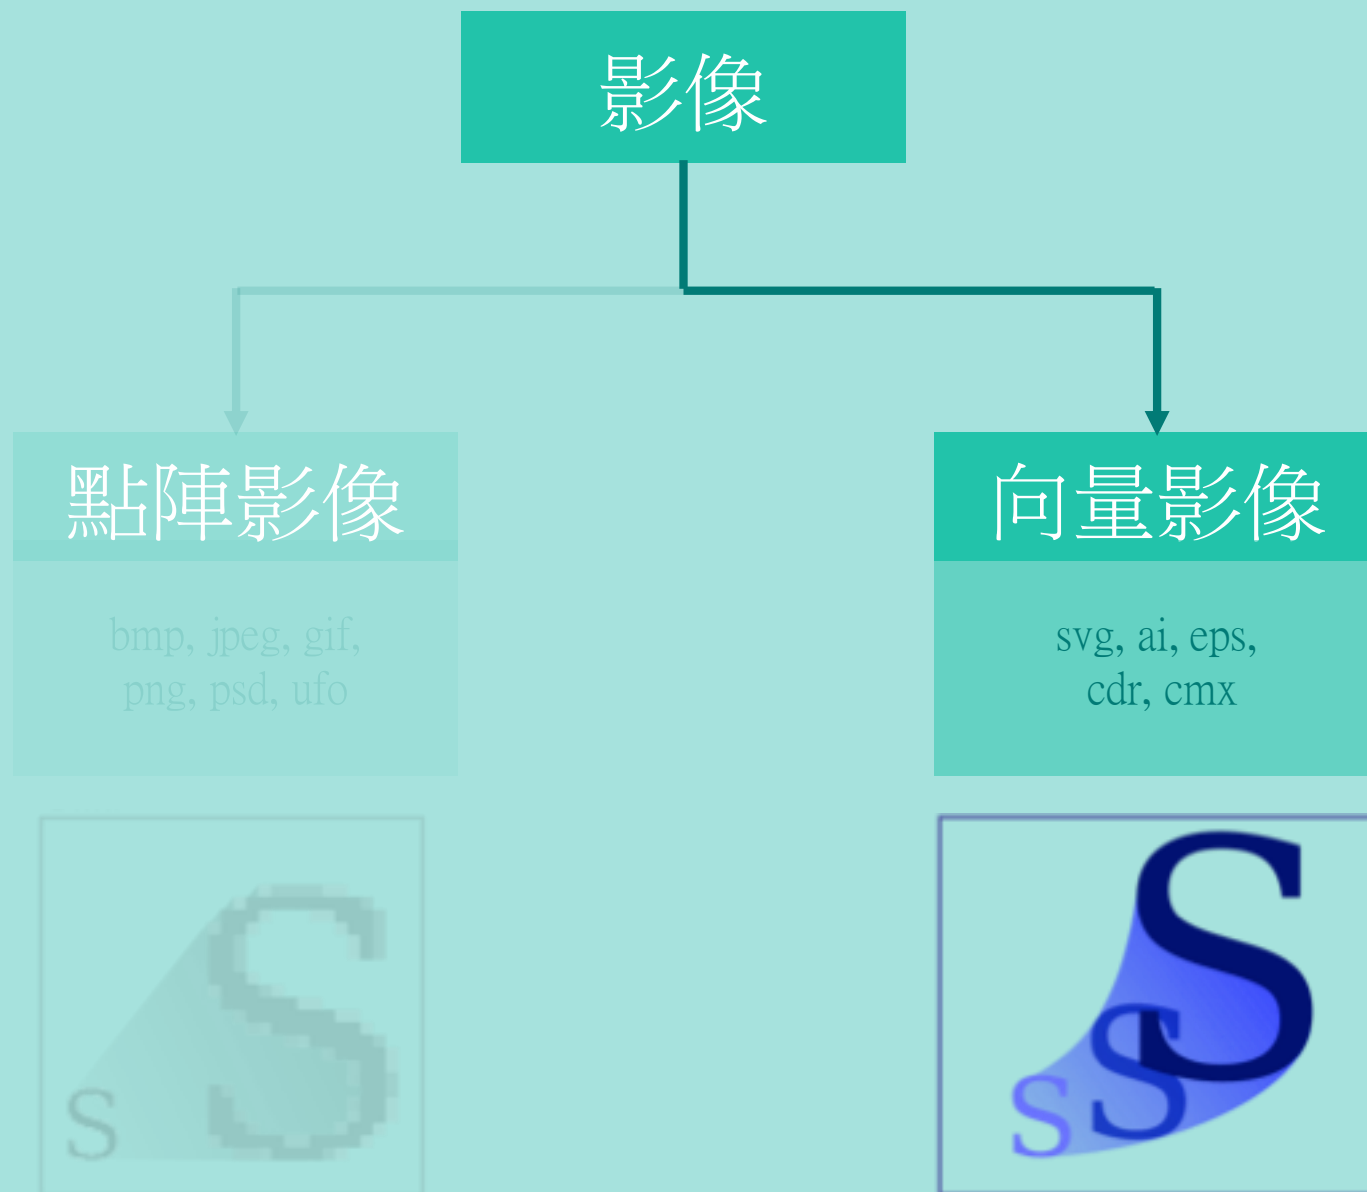 影像
點陣影像
bmp, jpeg, gif,
png, psd, ufo
向量影像
svg, ai, eps,
cdr, cmx
S
S
S
S
S